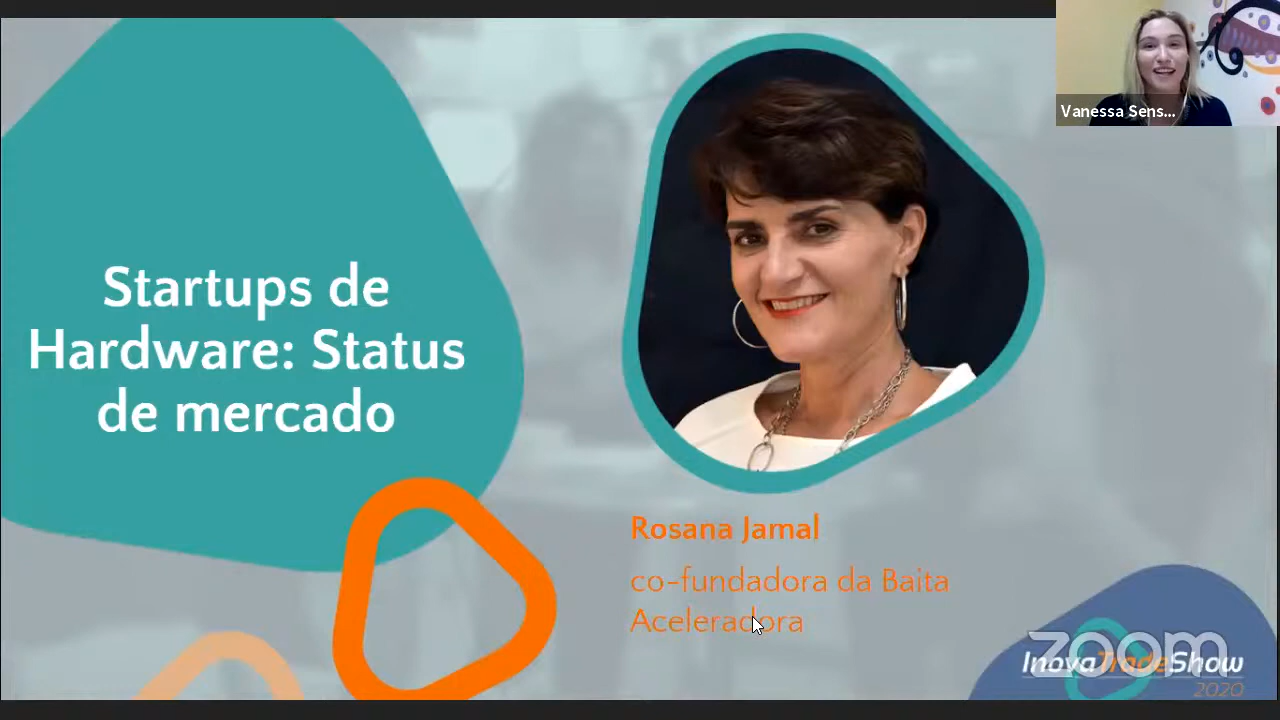 Vanessa Sens...
Startups de
Hardware: Status
de mercado
Rosana Jamal
co-fundadora da Baita
Aceleradora
zoom
InovaTradeShow
2020